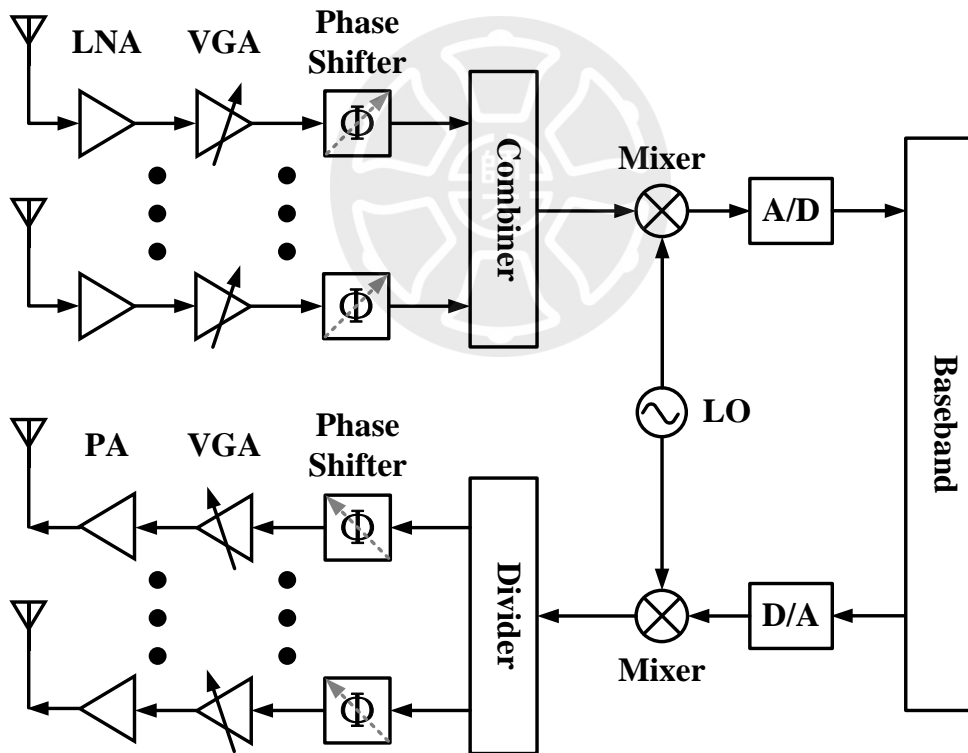 LNA
VGA
Phase
Shifter
Φ
Combiner
Mixer
A/D
Φ
Baseband
LO
PA
VGA
Phase
Shifter
Φ
Divider
D/A
Mixer
Φ